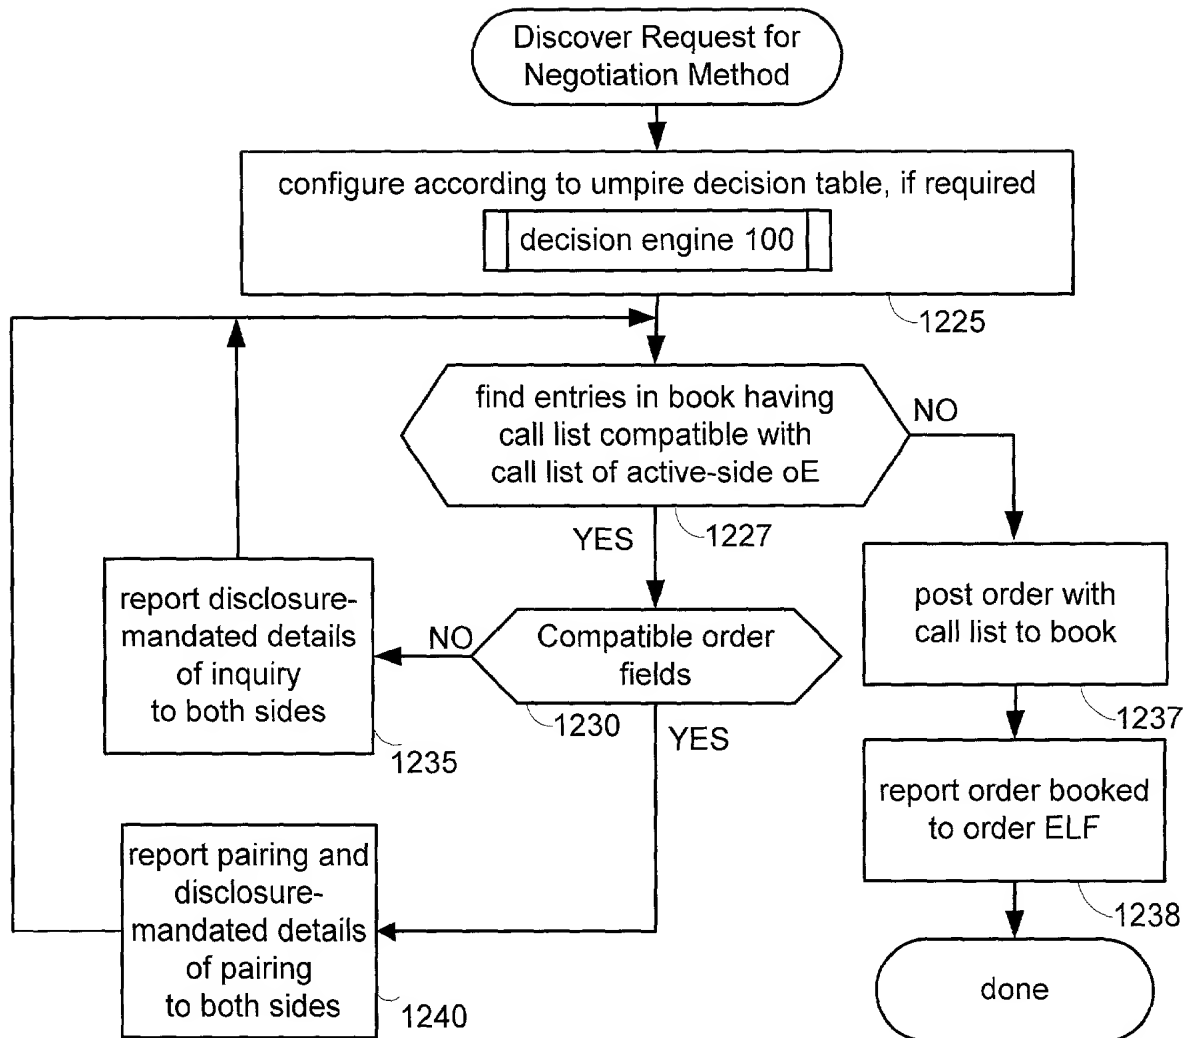 Discover Request for
Negotiation Method
configure according to umpire decision table, if required
decision engine 100
1225
find entries in book having
call list compatible with
call list of active-side oE
NO
1227
YES
post order with
call list to book
1237
Compatible order
fields
NO
1230
YES
report disclosure-
mandated details
of inquiry
to both sides
1235
report order booked
to order ELF
1238
report pairing and
disclosure-
mandated details
of pairing
to both sides
1240
done